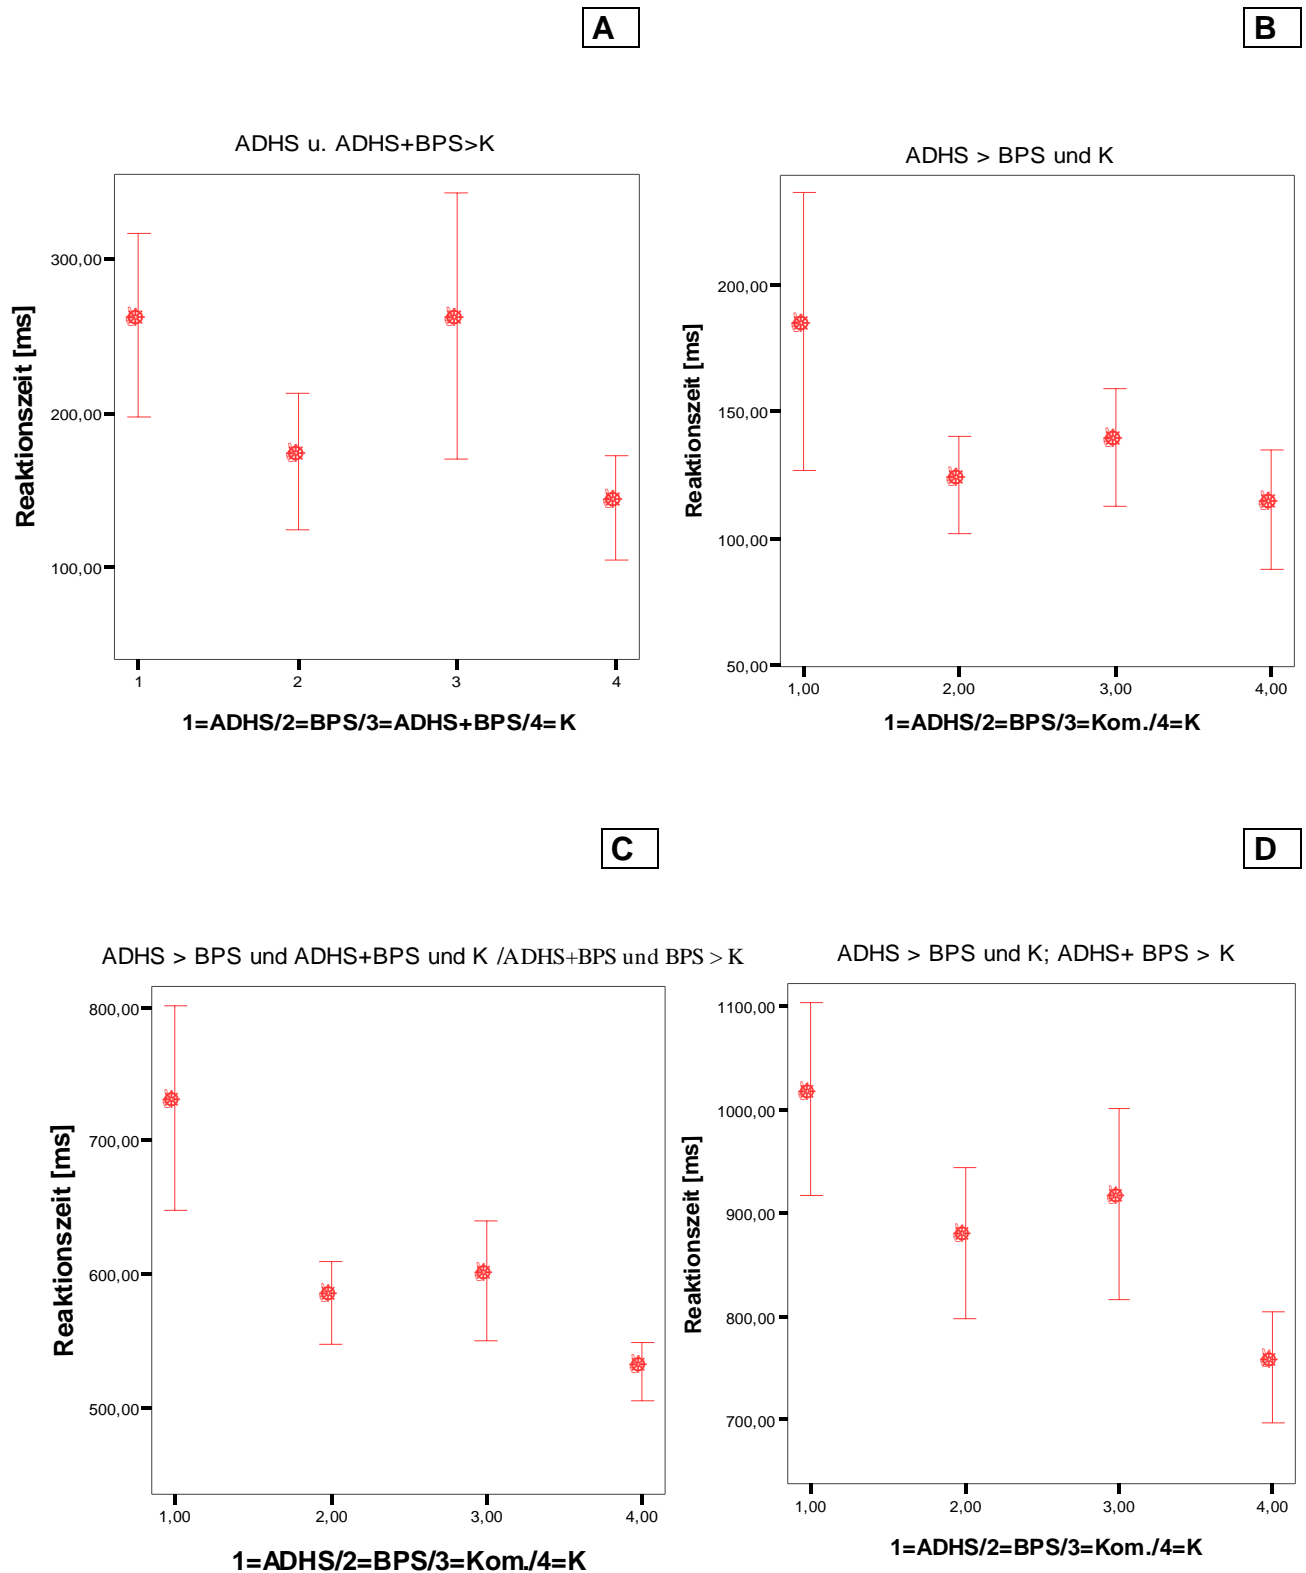 A
B
ADHS u. ADHS+BPS>K
ADHS > BPS und K
Reaktionszeit [ms]
300,00
200,00
100,00
1
2
3
4
1=ADHS/2=BPS/3=ADHS+BPS/4=K
Reaktionszeit [ms]
200,00
150,00
100,00
50,00
1,00
2,00
3,00
4,00
1=ADHS/2=BPS/3=Kom./4=K
C
D
ADHS > BPS und ADHS+BPS und K /ADHS+BPS und BPS > K
ADHS > BPS und K; ADHS+ BPS > K
Reaktionszeit [ms]
800,00
700,00
600,00
500,00
1,00
2,00
3,00
4,00
1=ADHS/2=BPS/3=Kom./4=K
Reaktionszeit [ms]
1100,00
1000,00
900,00
800,00
700,00
1,00
2,00
3,00
4,00
1=ADHS/2=BPS/3=Kom./4=K